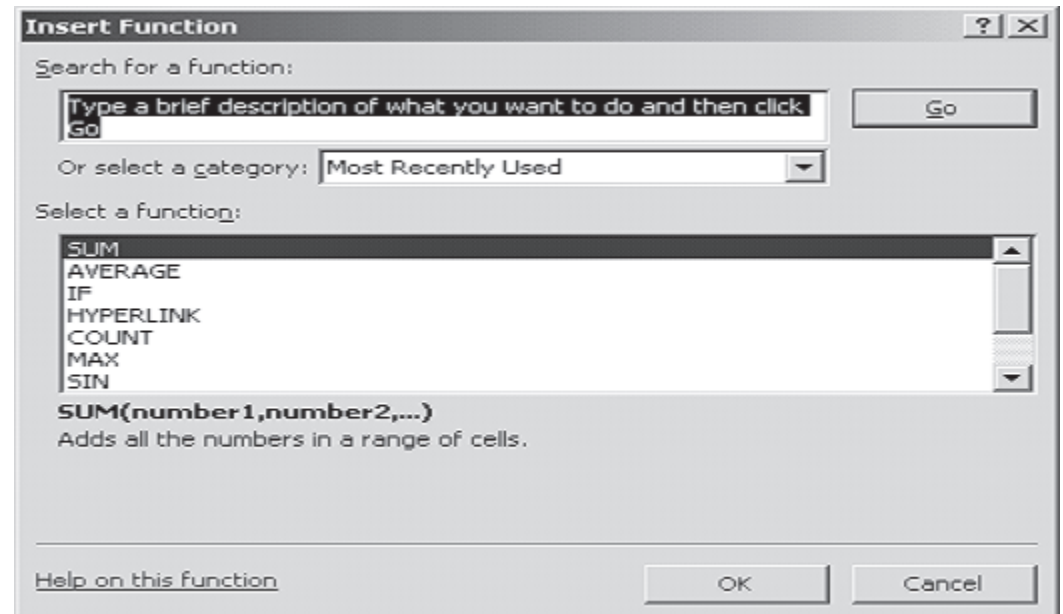 Insert Function
Search for a function:
Type a brief description of what you want to do and then click
Go
Go
Or select a category: Most Recently Used
Select a function:
SUM
AVERAGE
IF
HYPERLINK
COUNT
MAX
SIN
SUM(number1,number2,...)
Adds all the numbers in a range of cells.
Help on this function
OK
Cancel